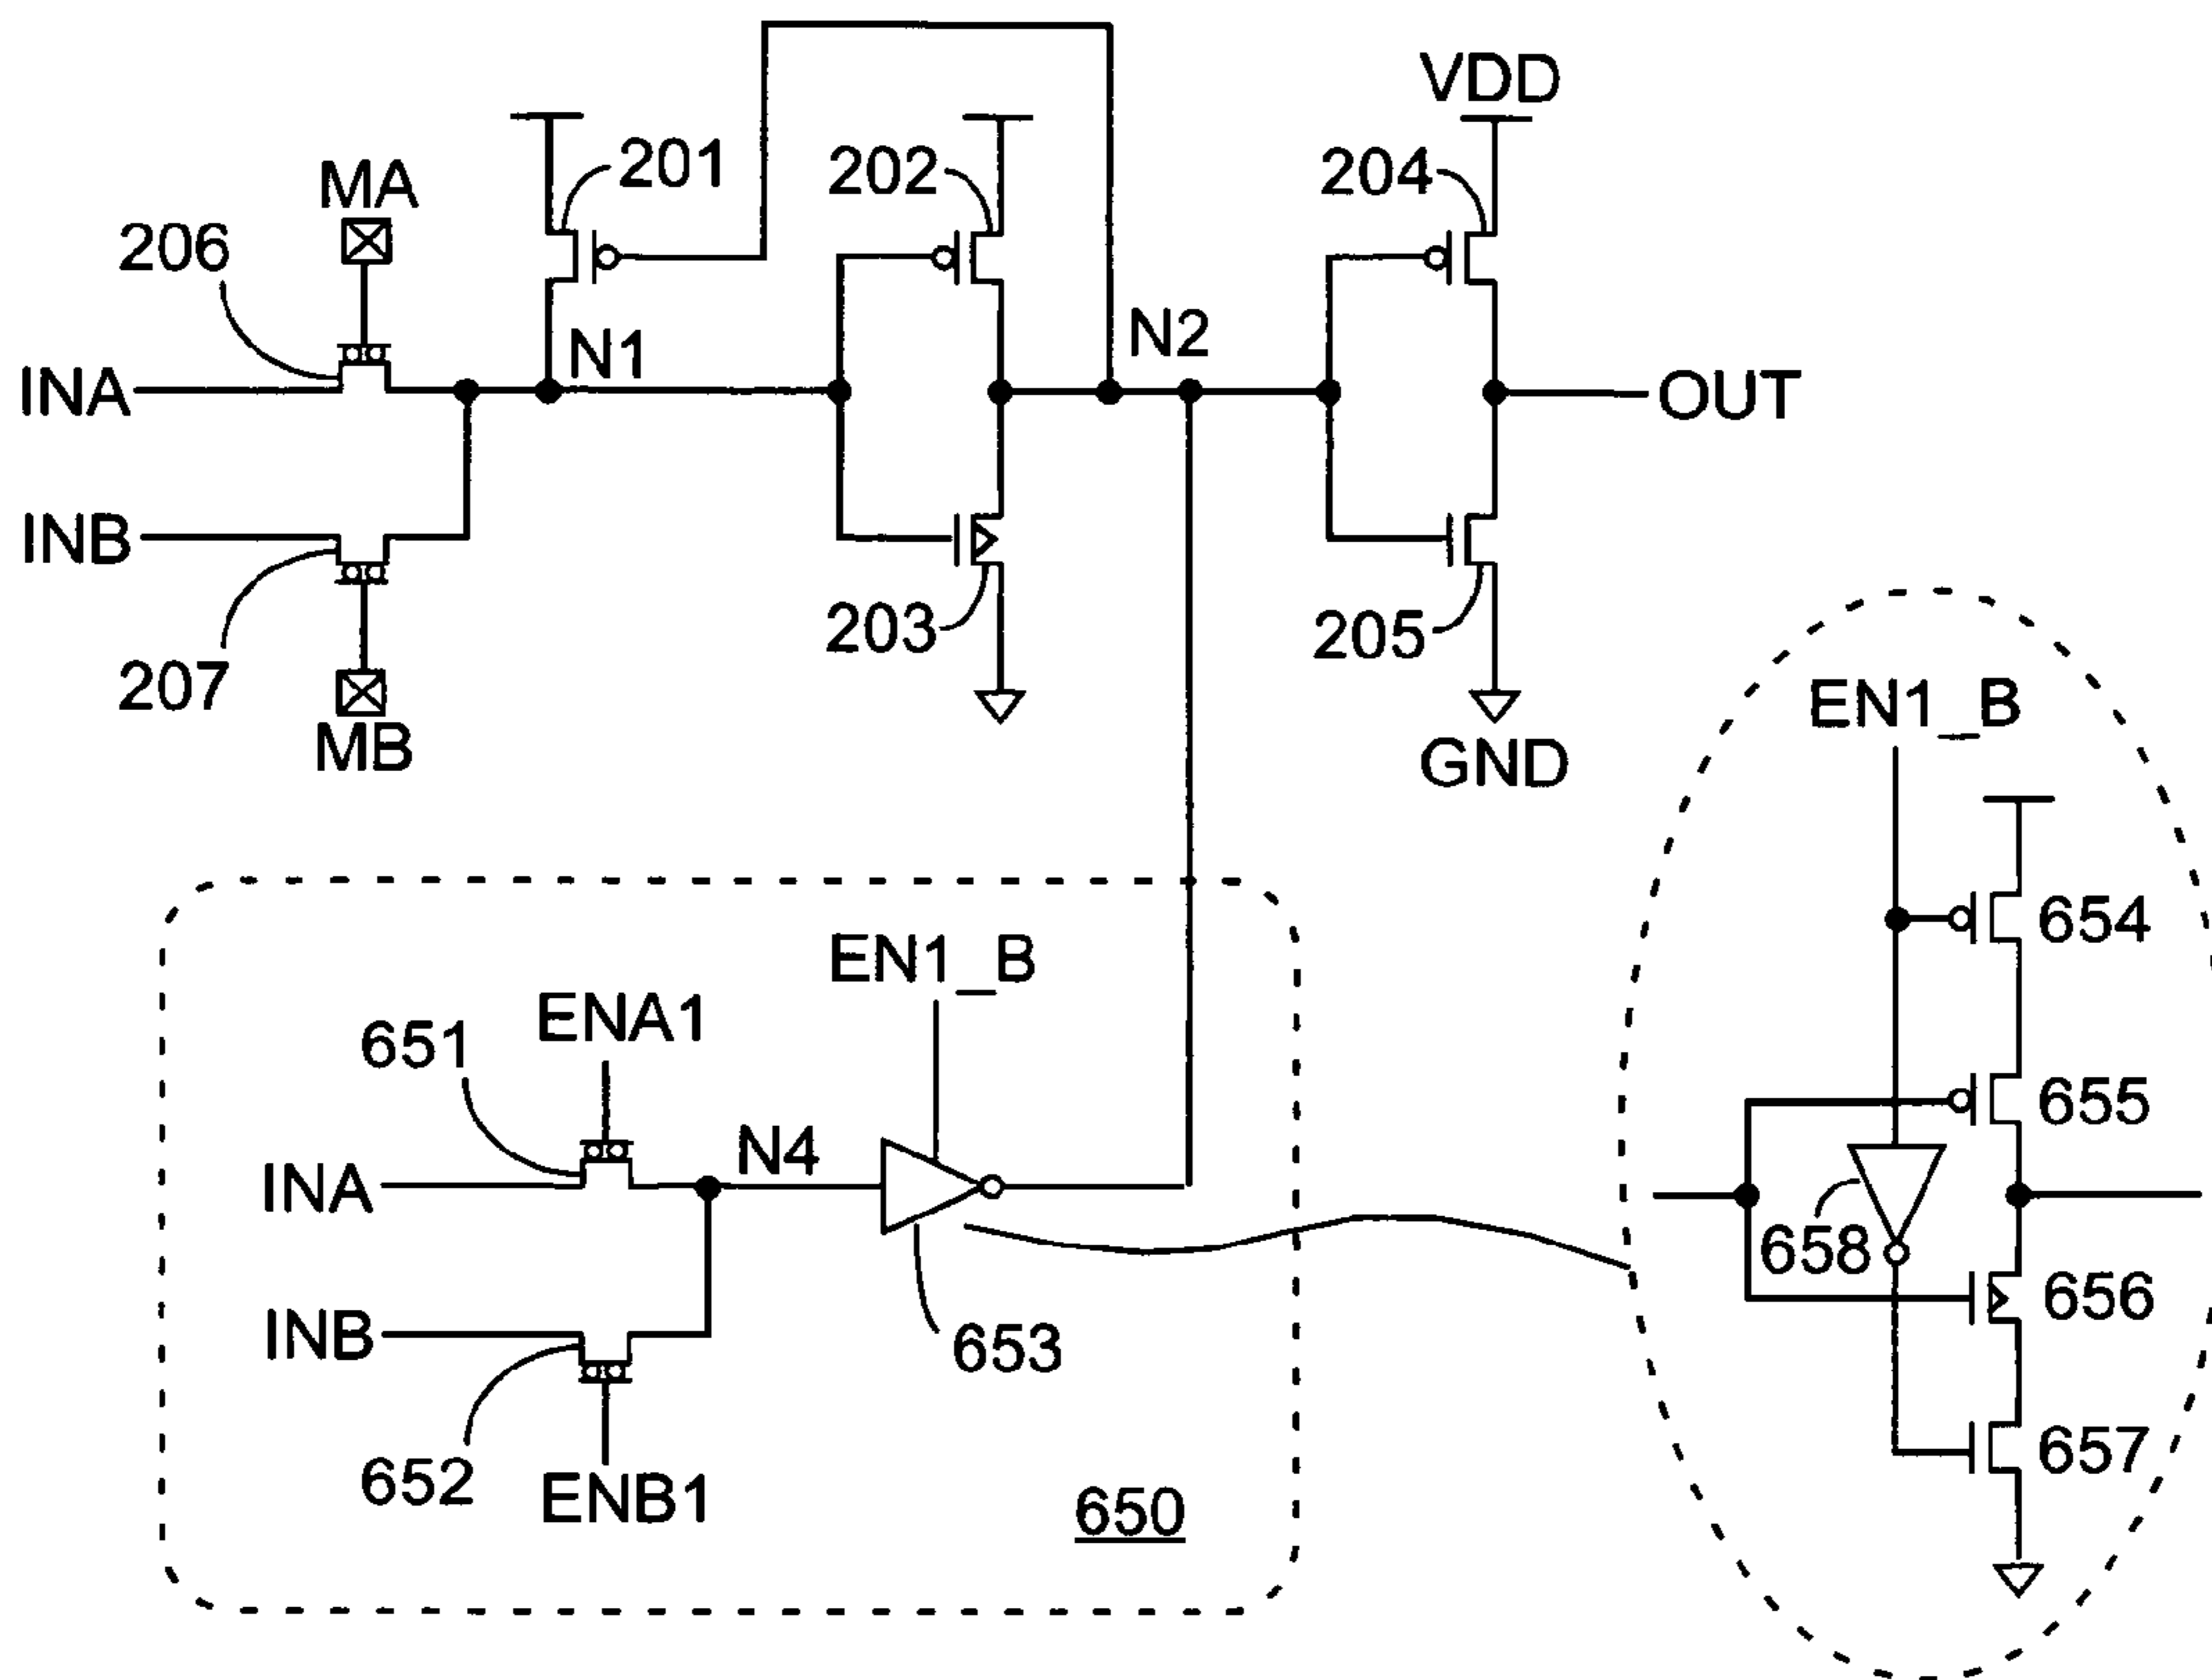 VDD
201
202
204
MA
206
N1
N2
INA
OUT
INB
203
205
207
MB
GND
EN1_B
EN1_B
654
ENA1
651
655
N4
INA
658
656
INB
653
657
652
ENB1
650